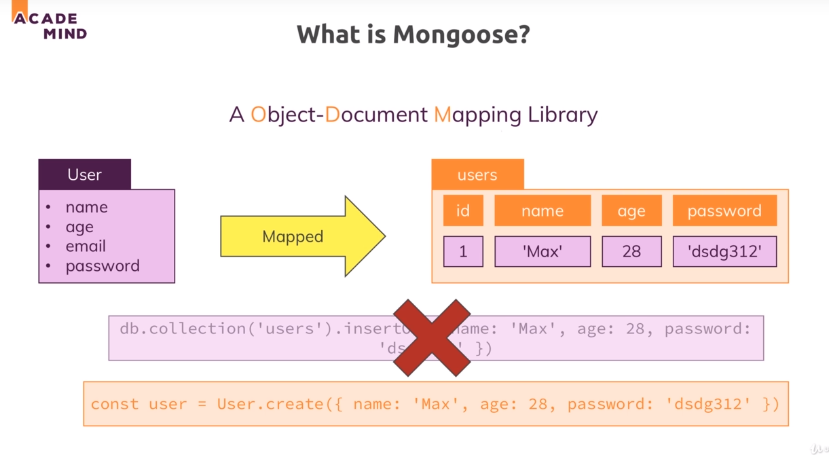 ACADE
MIND
What is Mongoose?
A Object-Document Mapping Library
User
• name
• age
• email
• password
Mapped
users
id name age password
1 'Max' 28 'dsdg312'
db.collection('users').insert name: 'Max', age: 28, password:
'ds ' })
const user = User.create({ name: 'Max', age: 28, password: 'dsdg312' })